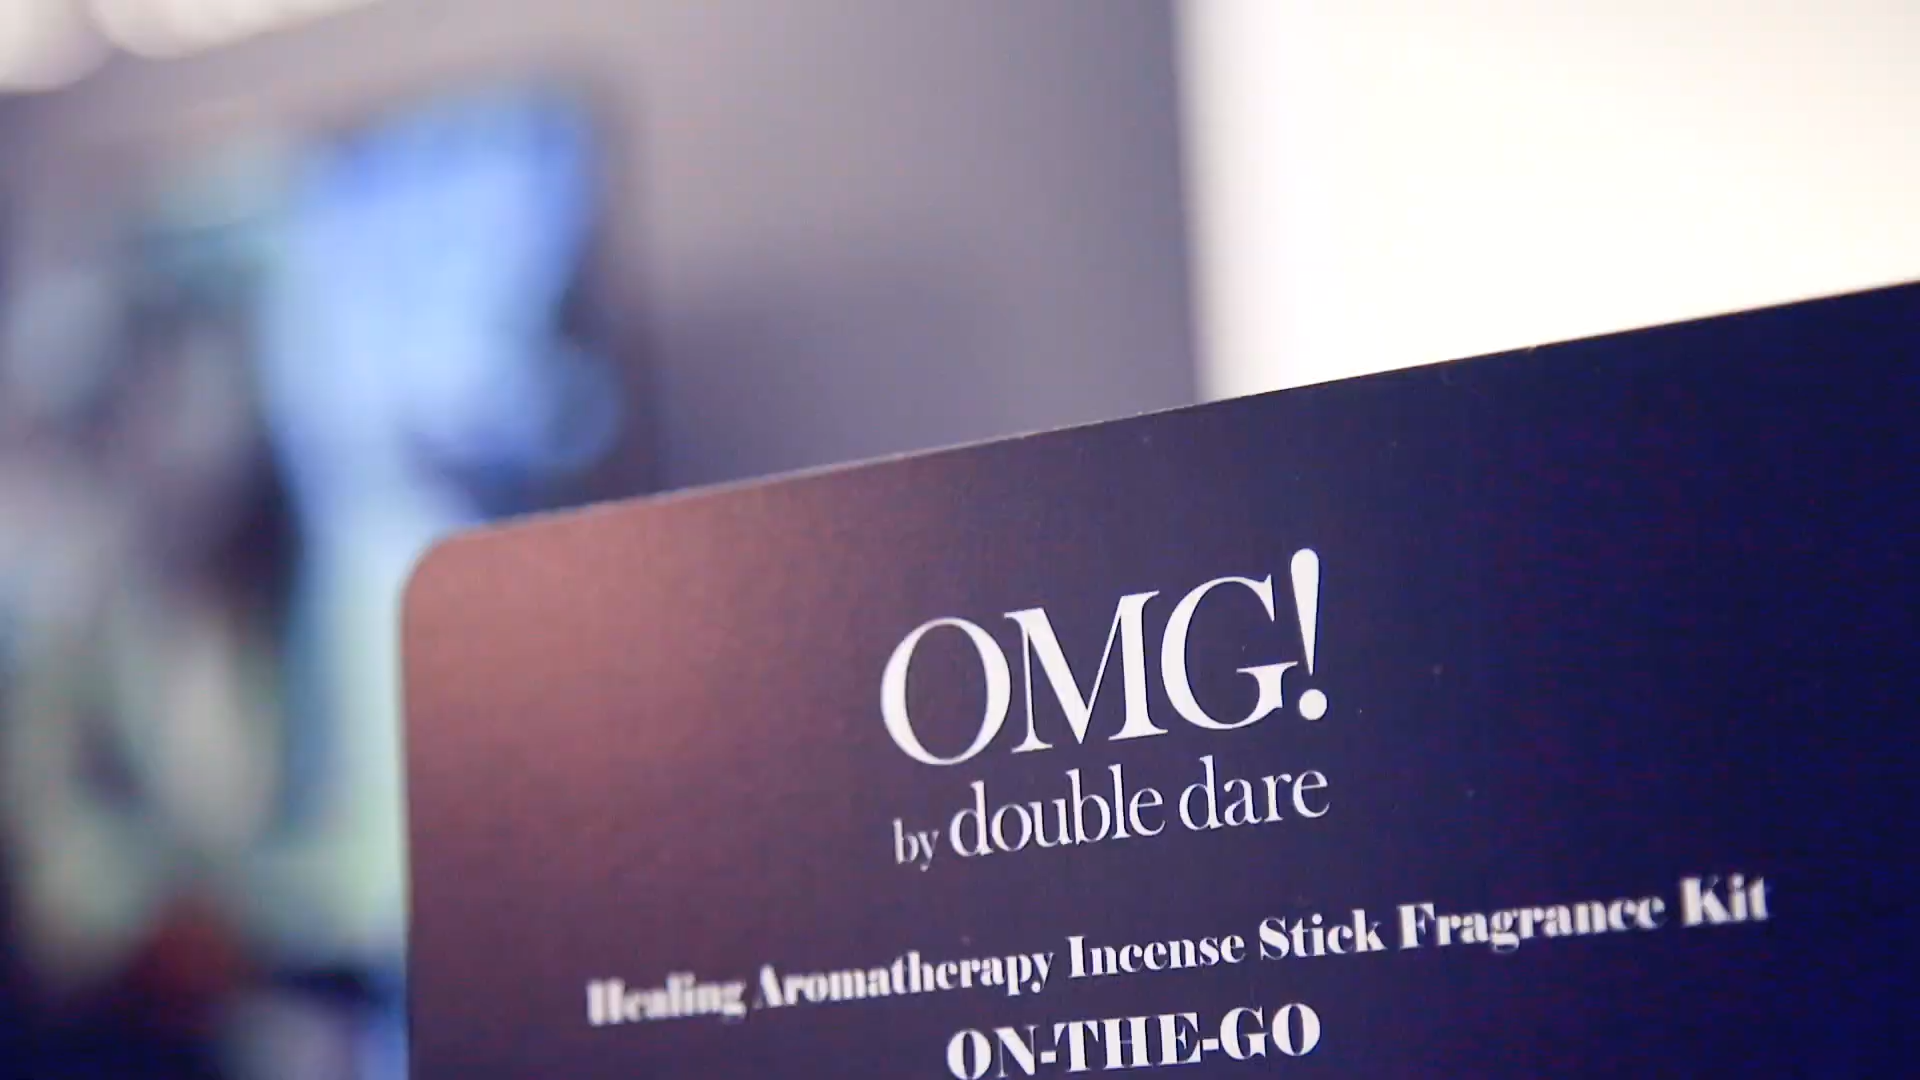 OMG!
by double dare
Healing Aromatherapy Incense Stick Fragrance Kit
ON-THE-GO